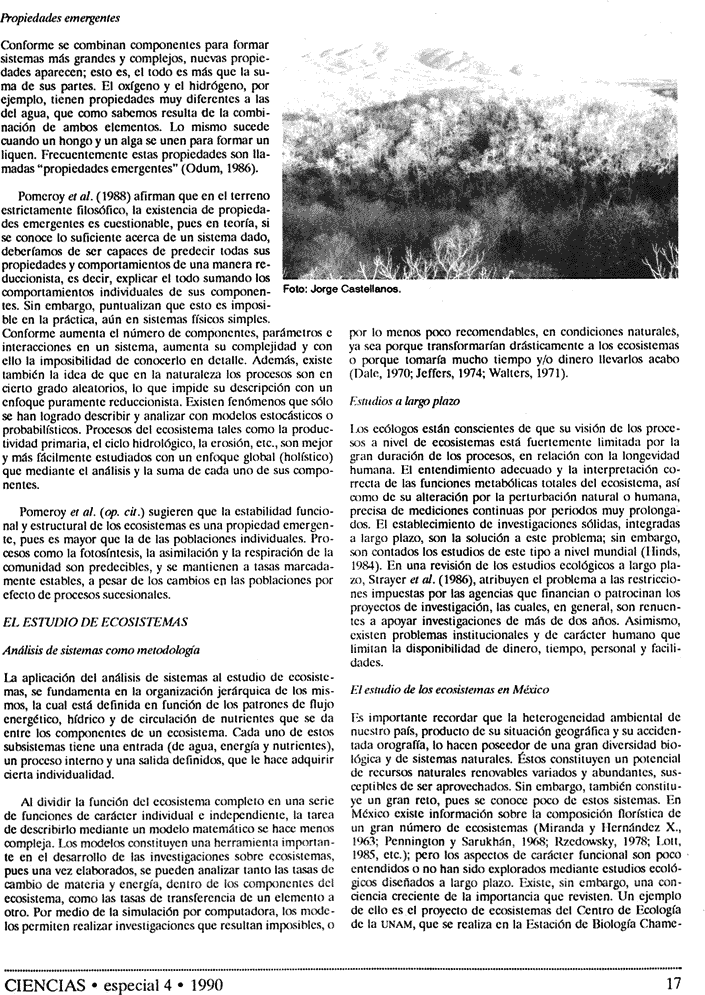 Propiedades emergentes
Conforme se combinan componentes para formar
sistemas más grandes y complejos, nuevas propie-
dades aparecen; esto es, el todo es más que la su-
ma de sus partes. El oxígeno y el hidrógeno, por
ejemplo, tienen propiedades muy diferentes a las
del agua, que como sabemos resulta de la combi-
nación de ambos elementos. Lo mismo sucede
cuando un hongo y un alga se unen para formar un
liquen. Frecuentemente estas propiedades son lla-
madas “propiedades emergentes” (Odum, 1986).
Pomeroy et al. (1988) afirman que en el terreno
estrictamente filosófico, la existencia de propieda-
des emergentes es cuestionable, pues en teoría, si
se conoce lo suficiente acerca de un sistema dado,
deberíamos de ser capaces de predecir todas sus
propiedades y comportamientos de una manera re-
duccionista, es decir, explicar el todo sumando los
comportamientos individuales de sus componen-
tes. Sin embargo, puntualizan que esto es imposi-
ble en la práctica, aún en sistemas físicos simples.
Conforme aumenta el número de componentes, parámetros e
interacciones en un sistema, aumenta su complejidad y con
ello la imposibilidad de conocerlo en detalle. Además, existe
también la idea de que en la naturaleza los procesos son en
cierto grado aleatorios, lo que impide su descripción con un
enfoque puramente reduccionista. Existen fenómenos que sólo
se han logrado describir y analizar con modelos estocásticos o
probabilísticos. Procesos del ecosistema tales como la produc-
tividad primaria, el ciclo hidrológico, la erosión, etc., son mejor
y más fácilmente estudiados con un enfoque global (holístico)
que mediante el análisis y la suma de cada uno de sus compo-
nentes.
Pomeroy et al. (op. cit.) sugieren que la estabilidad funcio-
nal y estructural de los ecosistemas es una propiedad emergen-
te, pues es mayor que la de las poblaciones individuales. Pro-
cesos como la fotosíntesis, la asimilación y la respiración de la
comunidad son predecibles, y se mantienen a tasas marcada-
mente estables, a pesar de los cambios en las poblaciones por
efecto de procesos sucesionales.
EL ESTUDIO DE ECOSISTEMAS
Análisis de sistemas como metodología
La aplicación del análisis de sistemas al estudio de ecosiste-
mas, se fundamenta en la organización jerárquica de los mis-
mos, la cual está definida en función de los patrones de flujo
energético, hídrico y de circulación de nutrientes que se da
entre los componentes de un ecosistema. Cada uno de estos
subsistemas tiene una entrada (de agua, energía y nutrientes),
un proceso interno y una salida definidos, que le hace adquirir
cierta individualidad.
Al dividir la función del ecosistema completo en una serie
de funciones de carácter individual e independiente, la tarea
de describirlo mediante un modelo matemático se hace menos
compleja. Los modelos constituyen una herramienta importan-
te en el desarrollo de las investigaciones sobre ecosistemas,
pues una vez elaborados, se pueden analizar tanto las tasas de
cambio de materia y energía, dentro de los componentes del
ecosistema, como las tasas de transferencia de un elemento a
otro. Por medio de la simulación por computadora, los mode-
los permiten realizar investigaciones que resultan imposibles, o
Foto: Jorge Castellanos.
por lo menos poco recomendables, en condiciones naturales,
ya sea porque transformarían drásticamente a los ecosistemas
o porque tomaría mucho tiempo y/o dinero llevarlos acabo
(Dale, 1970; Jeffers, 1974; Walters, 1971).
Estudios a largo plazo
Los ecólogos están conscientes de que su visión de los proce-
sos a nivel de ecosistemas está fuertemente limitada por la
gran duración de los procesos, en relación con la longevidad
humana. El entendimiento adecuado y la interpretación co-
rrecta de las funciones metabólicas totales del ecosistema, así
como de su alteración por la perturbación natural o humana,
precisa de mediciones continuas por periodos muy prolonga-
dos. El establecimiento de investigaciones sólidas, integradas
a largo plazo, son la solución a este problema; sin embargo,
son contados los estudios de este tipo a nivel mundial (Hinds,
1984). En una revisión de los estudios ecológicos a largo pla-
zo, Strayer et al. (1986), atribuyen el problema a las restriccio-
nes impuestas por las agencias que financian o patrocinan los
proyectos de investigación, las cuales, en general, son renuen-
tes a apoyar investigaciones de más de dos años. Asimismo,
existen problemas institucionales y de carácter humano que
limitan la disponibilidad de dinero, tiempo, personal y facili-
dades.
El estudio de los ecosistemas en México
Es importante recordar que la heterogeneidad ambiental de
nuestro país, producto de su situación geográfica y su acciden-
tada orografía, lo hacen poseedor de una gran diversidad bio-
lógica y de sistemas naturales. Éstos constituyen un potencial
de recursos naturales renovables variados y abundantes, sus-
ceptibles de ser aprovechados. Sin embargo, también constitu-
ye un gran reto, pues se conoce poco de estos sistemas. En
México existe información sobre la composición florística de
un gran número de ecosistemas (Miranda y Hernández X.,
1963; Pennington y Sarukhán, 1968; Rzedowsky, 1978; Lott,
1985, etc.); pero los aspectos de carácter funcional son poco
entendidos o no han sido explorados mediante estudios ecoló-
gicos diseñados a largo plazo. Existe, sin embargo, una con-
ciencia creciente de la importancia que revisten. Un ejemplo
de ello es el proyecto de ecosistemas del Centro de Ecología
de la UNAM, que se realiza en la Estación de Biología Chame-
CIENCIAS • especial 4 • 1990
17